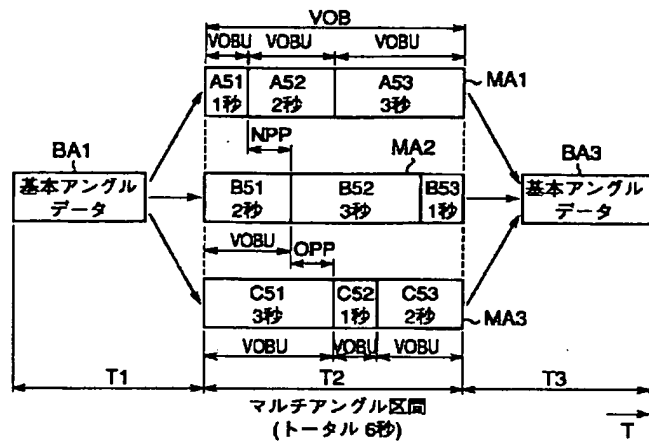 VOB
VOBU VOBU VOBU
A51 A52 A53
1秒 2秒 3秒
MA1
NPP
MA2
BA1
基本アングル
データ
B51 B52 B53
2秒 3秒 1秒
BA3
基本アングル
データ
VOBU
OPP
C51 C52 C53
3秒 1秒 2秒
MA3
VOBU VOBU VOBU
T1 T2 T3
マルチアングル区間
(トータル 6秒)
T